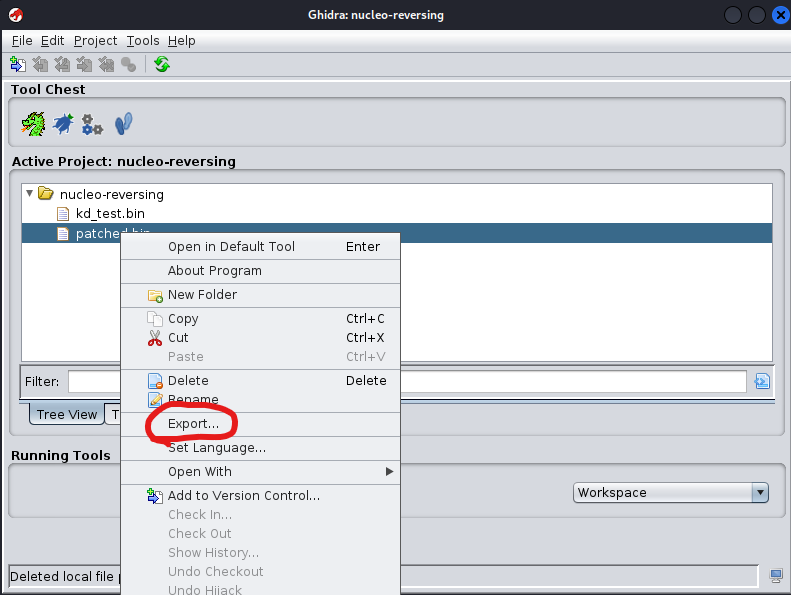 Ghidra: nucleo-reversing
File Edit Project Tools Help
Tool Chest
Active Project: nucleo-reversing
nucleo-reversing
kd_test.bin
patched.bin
Open in Default Tool Enter
About Program
New Folder
Copy Ctrl+C
Cut Ctrl+X
Paste Ctrl+V
Filter:
Delete Delete
Rename
Tree View T
Export...
Set Language...
Running Tools
Open With
Workspace
Add to Version Control...
Check In...
Check Out
Show History...
Undo Checkout
Deleted local file
Undo Hijack